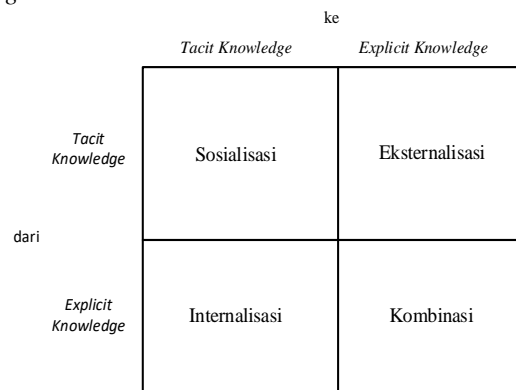 g
ke
Tacit Knowledge Explicit Knowledge
Tacit
Knowledge
Sosialisasi Eksternalisasi
dari
Explicit
Knowledge
Internalisasi Kombinasi